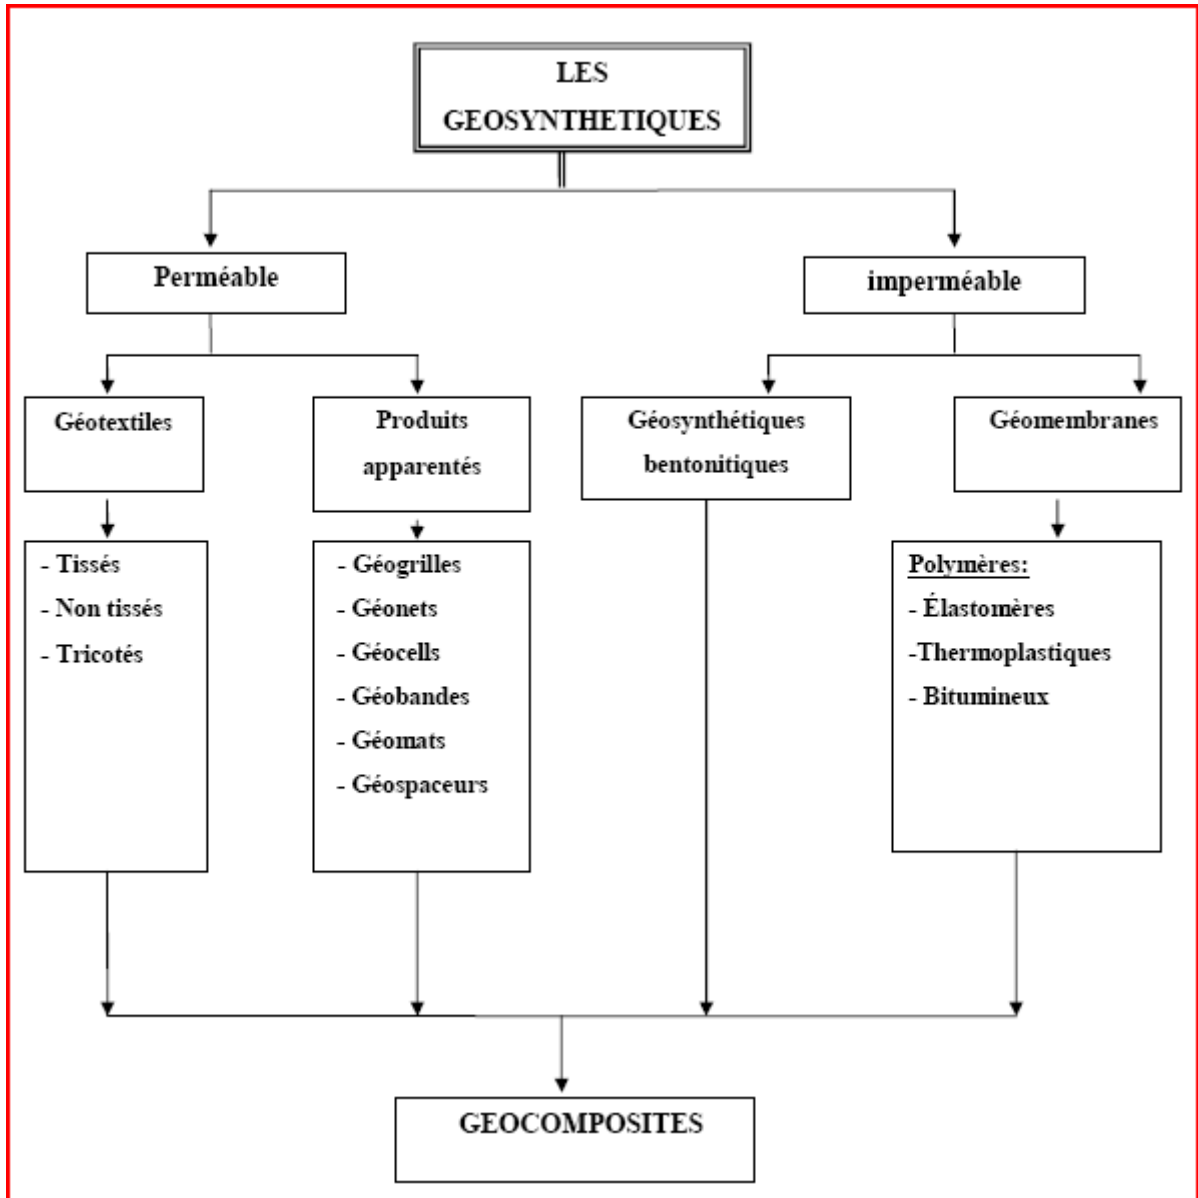 LES
GEOSYNTHETIQUES
Perméable
imperméable
Géotextiles
Produits
apparentés
Géosynthétiques
bentonitiques
Géomembranes
- Tissés
- Non tissés
- Tricotés
- Géogrilles
- Géonets
- Géocells
- Géobandes
- Géomats
- Géospaceurs
Polymères:
- Élastomères
-Thermoplastiques
- Bitumineux
GEOCOMPOSITES